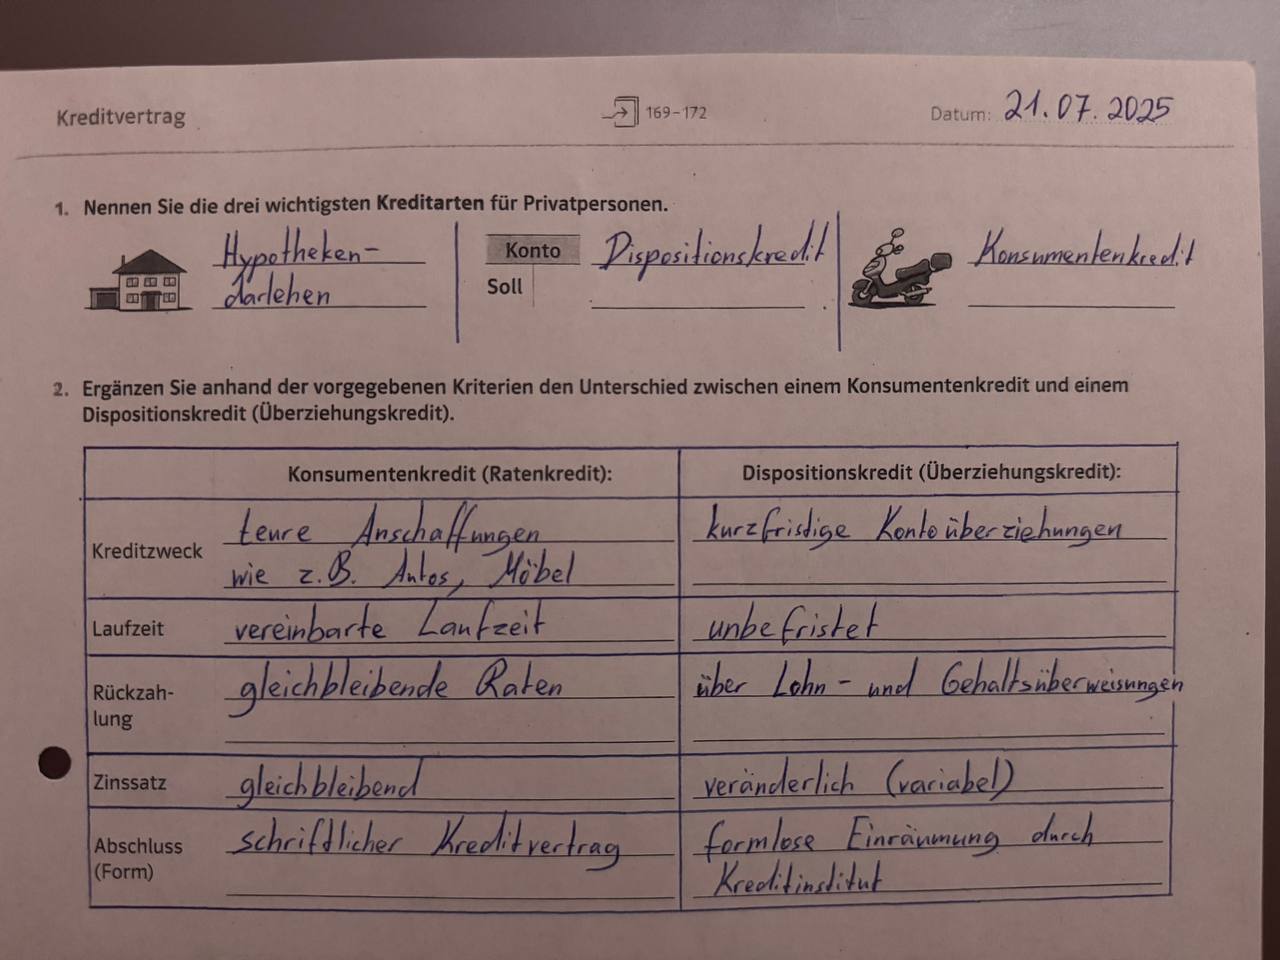 Kreditvertrag 169–172 Datum: 21.07.2025
1. Nennen Sie die drei wichtigsten Kreditarten für Privatpersonen.
Hypotheken-
darlehen
Konto
Soll
Dispositionskredit
Konsumentenkredit
2. Ergänzen Sie anhand der vorgegebenen Kriterien den Unterschied zwischen einem Konsumentenkredit und einem
Dispositionskredit (Überziehungskredit).
Konsumentenkredit (Ratenkredit): Dispositionskredit (Überziehungskredit):
Kreditzweck
teure Anschaffungen
wie z.B. Autos, Möbel
kurzfristige Kontoüberziehungen
Laufzeit vereinbarte Laufzeit unbefristet
Rückzah-
lung
gleichbleibende Raten
über Lohn- und Gehaltsüberweisungen
Zinssatz gleichbleibend veränderlich (variabel)
Abschluss
(Form)
schriftlicher Kreditvertrag
formlose Einräumung durch
Kreditinstitut